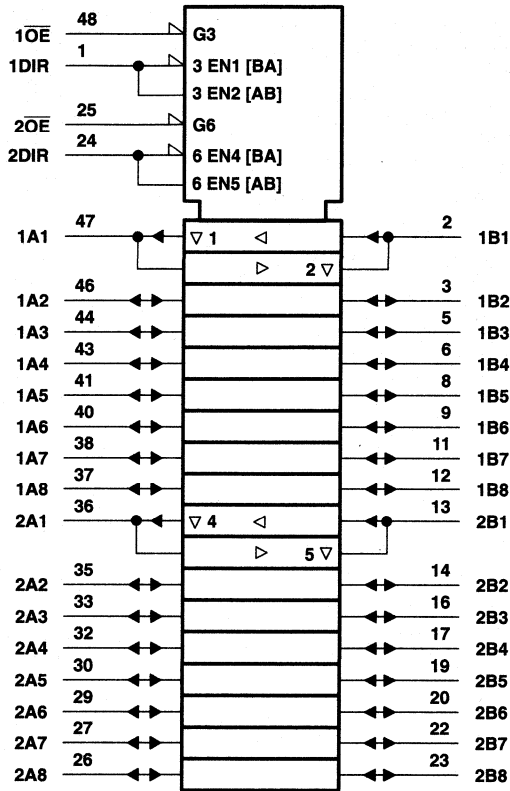 48
1O̅E̅ G3
1
1DIR 3 EN1 [BA]
3 EN2 [AB]
25
2O̅E̅ G6
24
2DIR 6 EN4 [BA]
6 EN5 [AB]
47 2
1A1 ▽ 1 ◁ 1B1
▷ 2 ▽
46 3
1A2 1B2
44 5
1A3 1B3
43 6
1A4 1B4
41 8
1A5 1B5
40 9
1A6 1B6
38 11
1A7 1B7
37 12
1A8 1B8
36 13
2A1 ▽ 4 ◁ 2B1
▷ 5 ▽
35 14
2A2 2B2
33 16
2A3 2B3
32 17
2A4 2B4
30 19
2A5 2B5
29 20
2A6 2B6
27 22
2A7 2B7
26 23
2A8 2B8